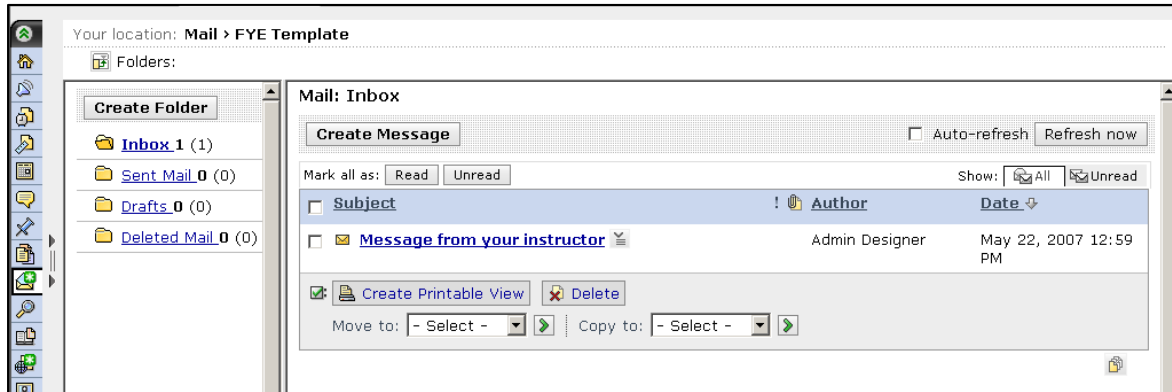 Your location: Mail › FYE Template
Folders:
Create Folder
Inbox 1 (1)
Sent Mail 0 (0)
Drafts 0 (0)
Deleted Mail 0 (0)
Mail: Inbox
Create Message
Auto-refresh Refresh now
Mark all as: Read Unread
Show: All Unread
Subject ! Author Date
Message from your instructor Admin Designer May 22, 2007 12:59
PM
Create Printable View Delete
Move to: - Select - Copy to: - Select -